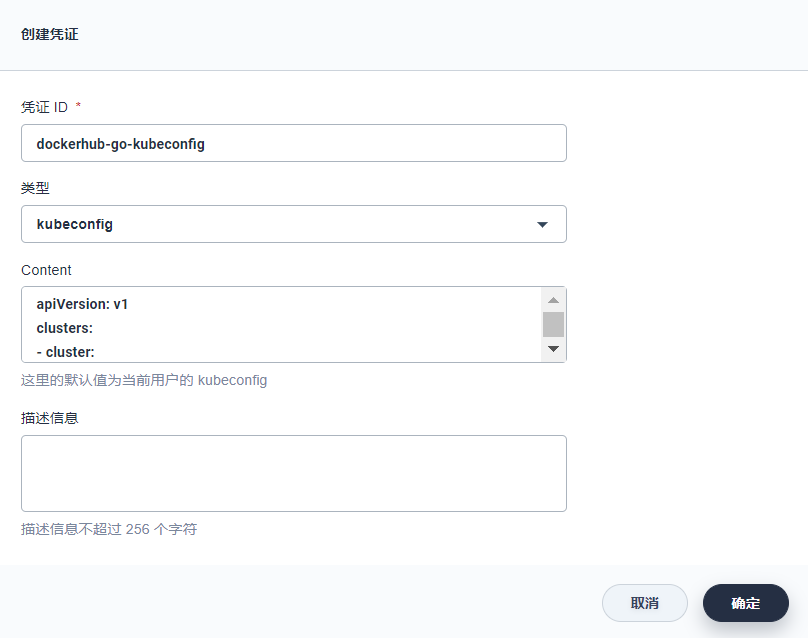 创建凭证
凭证 ID *
dockerhub-go-kubeconfig
类型
kubeconfig
Content
apiVersion: v1
clusters:
- cluster:
这里的默认值为当前用户的 kubeconfig
描述信息
描述信息不超过 256 个字符
取消
确定